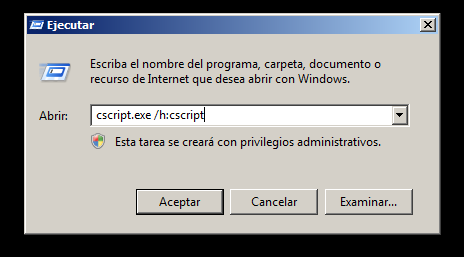 Ejecutar
Escriba el nombre del programa, carpeta, documento o
recurso de Internet que desea abrir con Windows.
Abrir:
cscript.exe /h:cscript
Esta tarea se creará con privilegios administrativos.
Aceptar
Cancelar
Examinar...